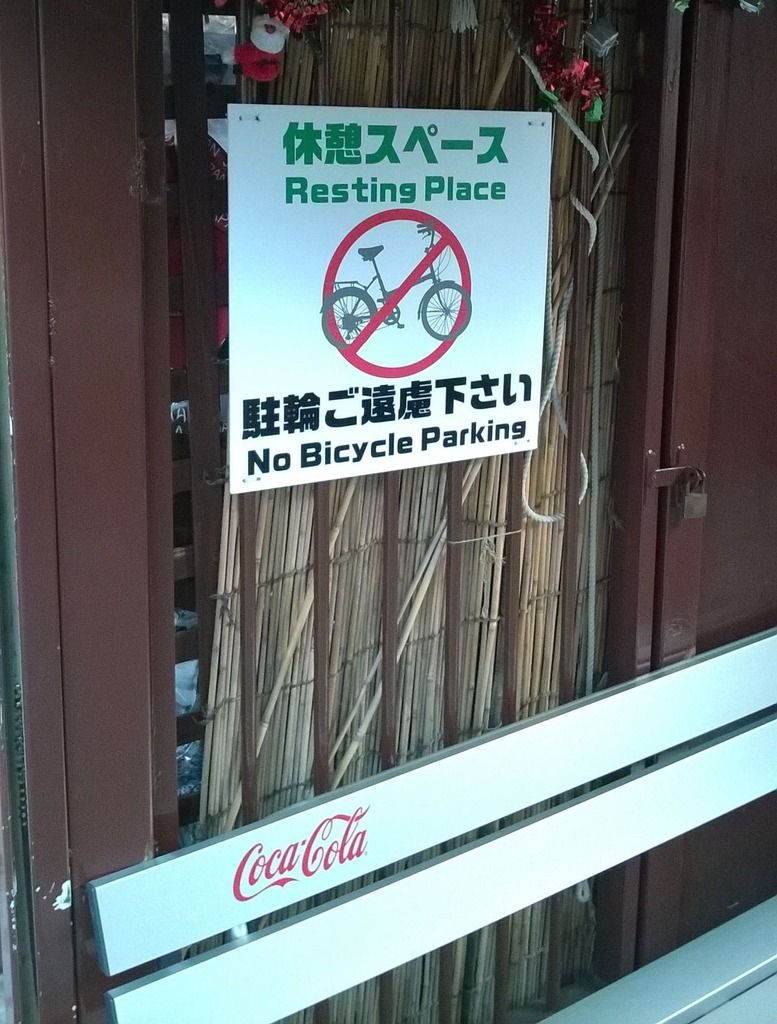 休憩スペース
Resting Place
駐輪ご遠慮下さい
No Bicycle Parking
Coca-Cola